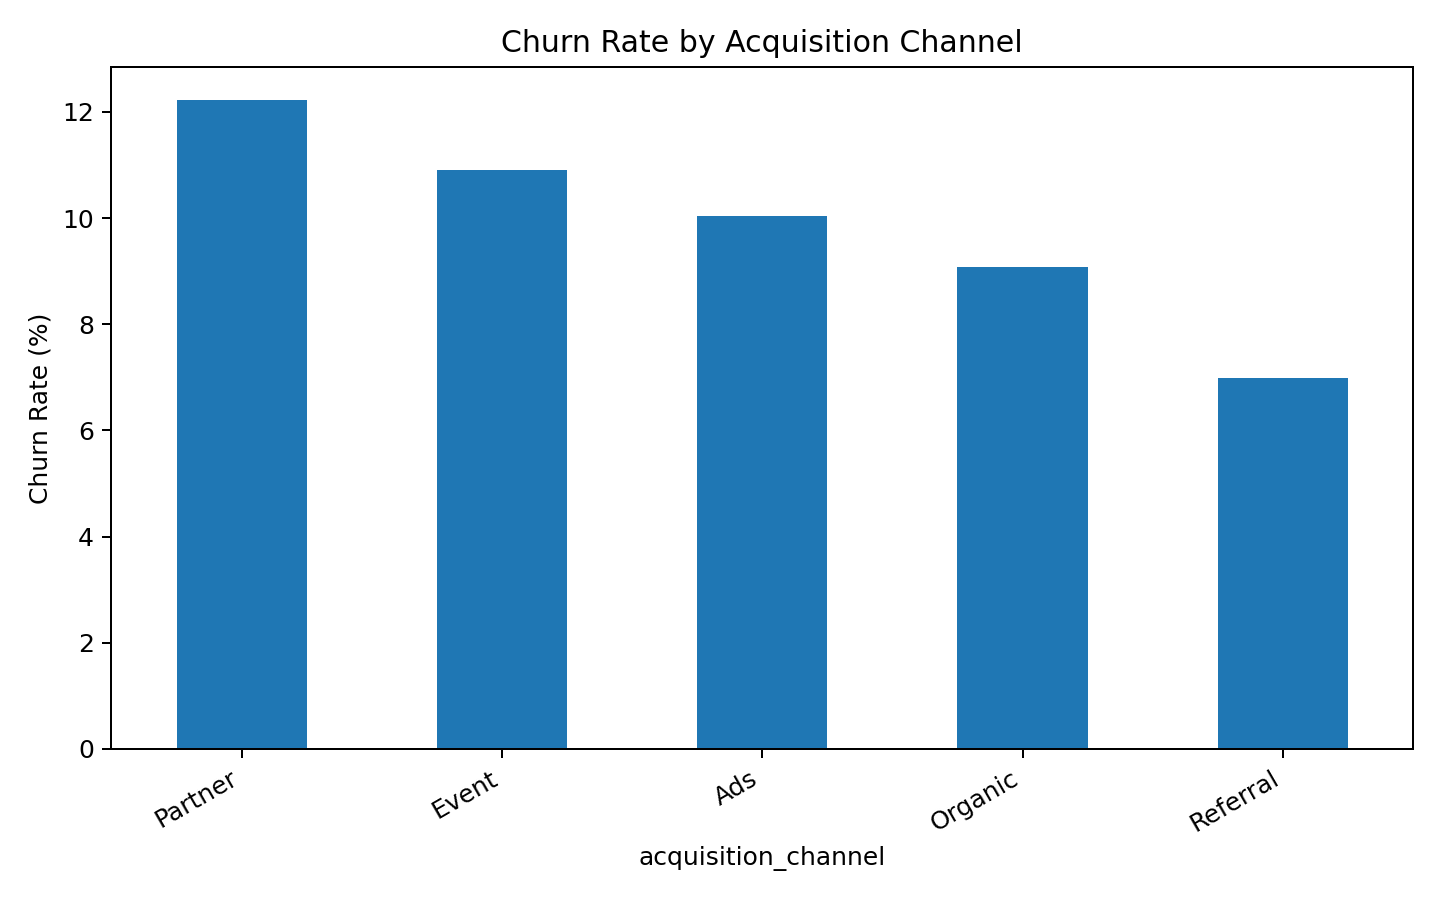 Churn Rate by Acquisition Channel
12
10
8
6
4
2
0
Churn Rate (%)
Partner
Event
Ads
Organic
Referral
acquisition_channel